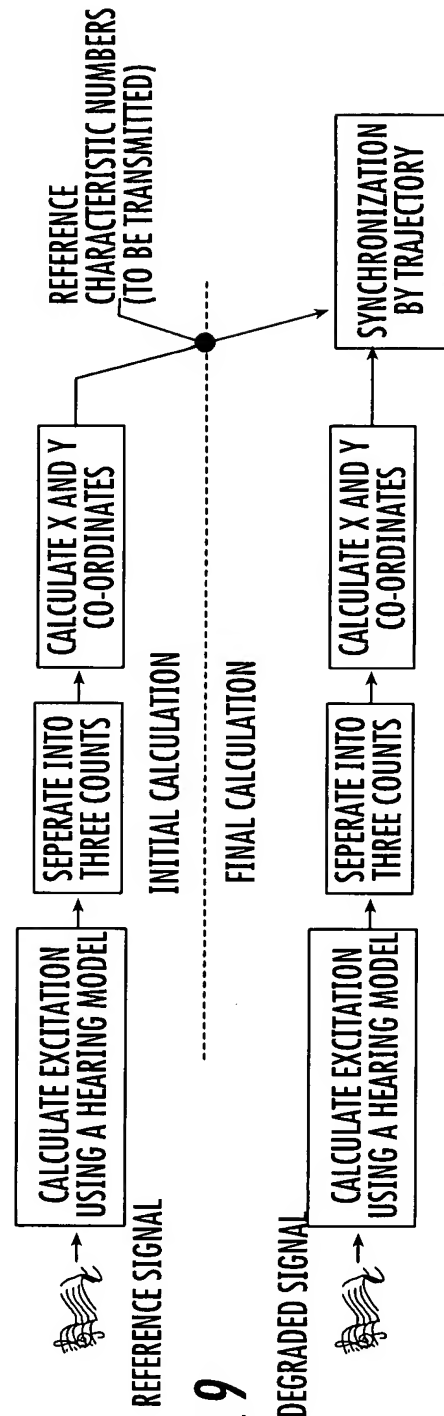 REFERENCE SIGNAL
CALCULATE EXCITATION
USING A HEARING MODEL
SEPERATE INTO
THREE COUNTS
CALCULATE X AND Y
CO-ORDINATES
REFERENCE
CHARACTERISTIC NUMBERS
(TO BE TRANSMITTED)
INITIAL CALCULATION
FINAL CALCULATION
9
DEGRADED SIGNAL
CALCULATE EXCITATION
USING A HEARING MODEL
SEPERATE INTO
THREE COUNTS
CALCULATE X AND Y
CO-ORDINATES
SYNCHRONIZATION
BY TRAJECTORY